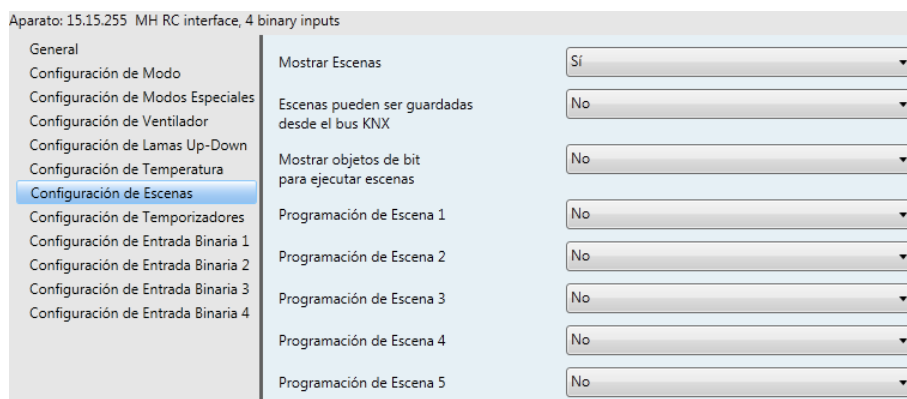 Aparato: 15.15.255 MH RC interface, 4 binary inputs
General
Configuración de Modo
Configuración de Modos Especiales
Configuración de Ventilador
Configuración de Lamas Up-Down
Configuración de Temperatura
Configuración de Escenas
Configuración de Temporizadores
Configuración de Entrada Binaria 1
Configuración de Entrada Binaria 2
Configuración de Entrada Binaria 3
Configuración de Entrada Binaria 4
Mostrar Escenas
Sí
Escenas pueden ser guardadas
desde el bus KNX
No
Mostrar objetos de bit
para ejecutar escenas
No
Programación de Escena 1
No
Programación de Escena 2
No
Programación de Escena 3
No
Programación de Escena 4
No
Programación de Escena 5
No